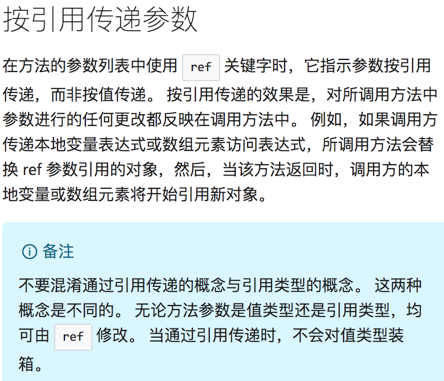 按引用传递参数
在方法的参数列表中使用 ref 关键字时，它指示参数按引用
传递，而非按值传递。 按引用传递的效果是，对所调用方法中
参数进行的任何更改都反映在调用方法中。 例如，如果调用方
传递本地变量表达式或数组元素访问表达式，所调用方法会替
换 ref 参数引用的对象，然后，当该方法返回时，调用方的本
地变量或数组元素将开始引用新对象。
备注
不要混淆通过引用传递的概念与引用类型的概念。 这两种
概念是不同的。 无论方法参数是值类型还是引用类型，均
可由 ref 修改。 当通过引用传递时，不会对值类型装
箱。